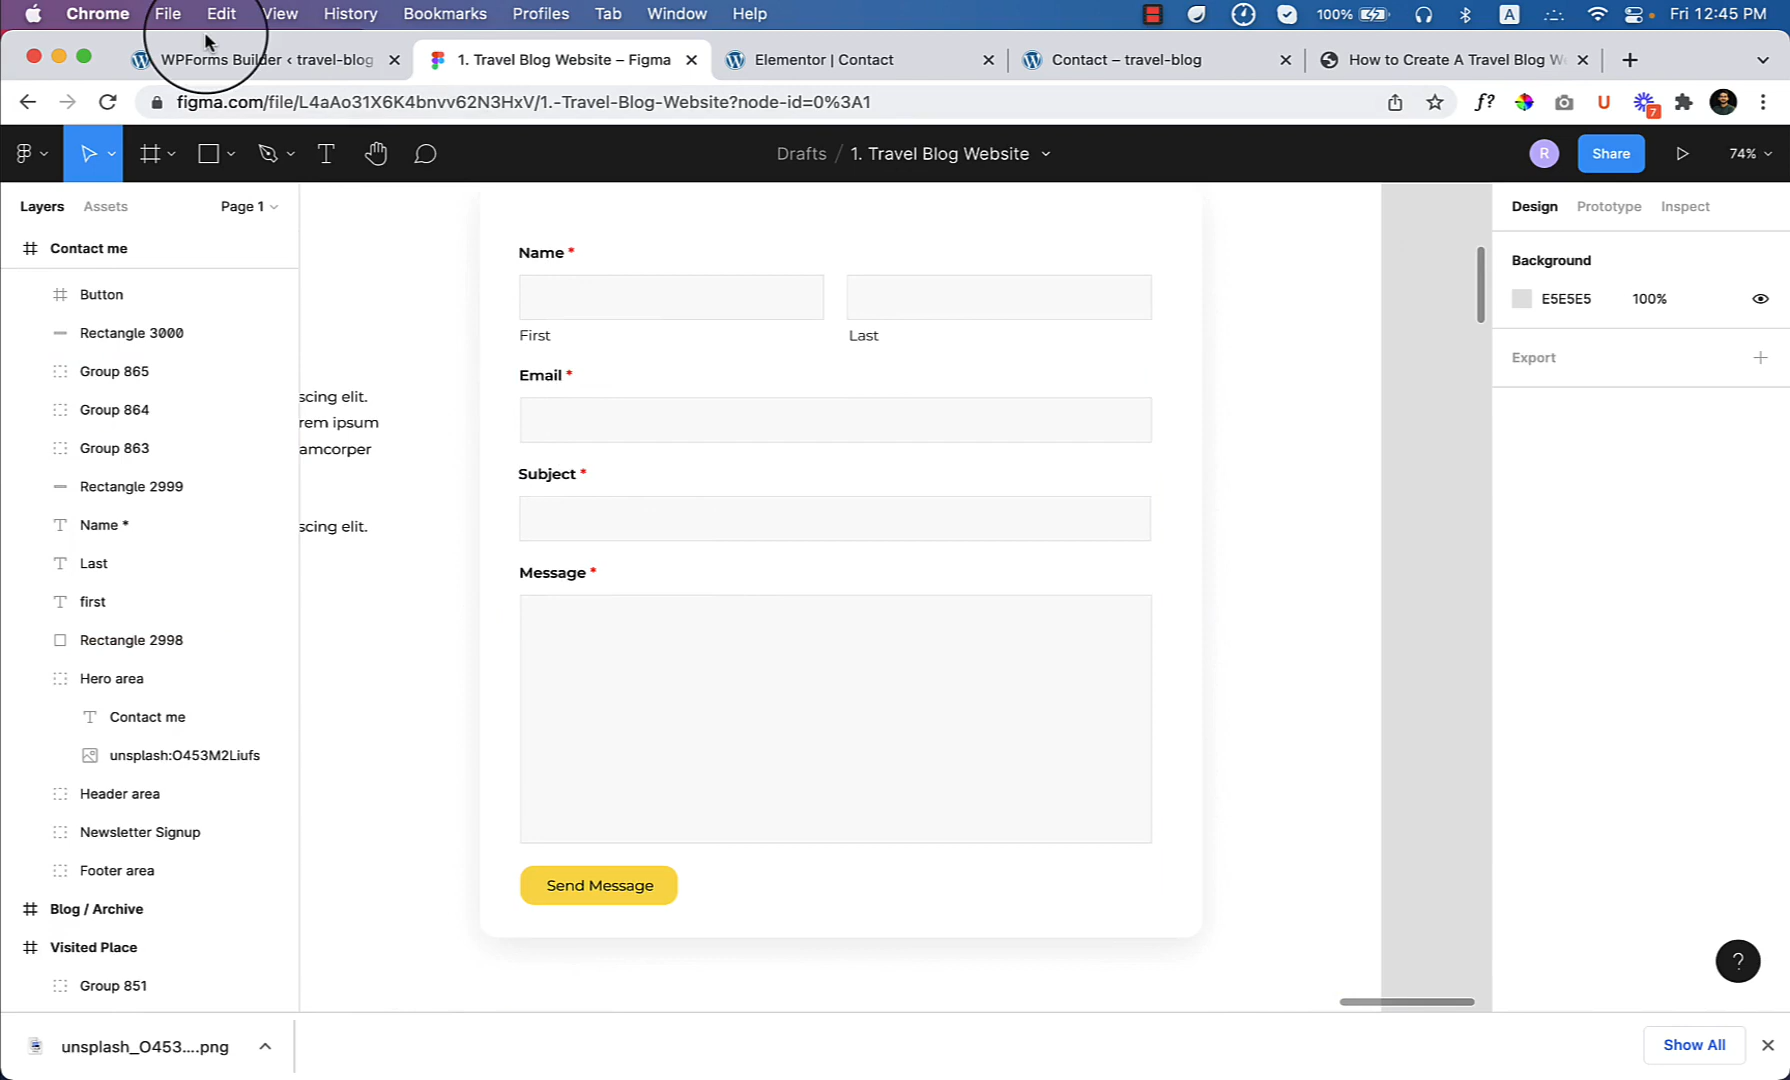 Chrome File Edit View History Bookmarks Profiles Tab Window Help 100% A Fri 12:45 PM
WPForms Builder ‹ travel-blog 1. Travel Blog Website – Figma Elementor | Contact Contact – travel-blog How to Create A Travel Blog W
figma.com/file/L4aAo31X6K4bnvv62N3HxV/1.-Travel-Blog-Website?node-id=0%3A1 f? U 7
Drafts / 1. Travel Blog Website R Share 74%
Layers Assets Page 1 Design Prototype Inspect
Contact me
Button
Rectangle 3000
Group 865
Group 864
Group 863
Rectangle 2999
Name *
Last
first
Rectangle 2998
Hero area
Contact me
unsplash:O453M2Liufs
Header area
Newsletter Signup
Footer area
Blog / Archive
Visited Place
Group 851
scing elit.
rem ipsum
amcorper
scing elit.
Name *
First Last
Email *
Subject *
Message *
Send Message
Background
E5E5E5 100%
Export
?
unsplash_O453....png Show All